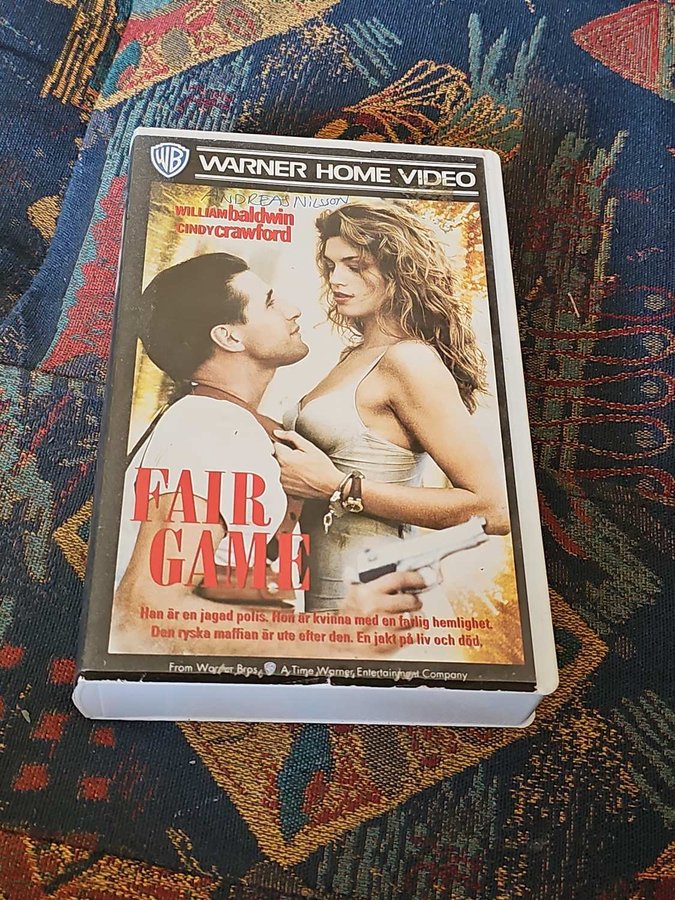 WB WARNER HOME VIDEO
ANDREAS NILSSON
WILLIAM baldwin
CINDY crawford
FAIR
GAME
Han är en jagad polis. Hon är kvinna med en farlig hemlighet.
Den ryska maffian är ute efter den. En jakt på liv och död.
From Warner Bros. WB A Time Warner Entertainment Company